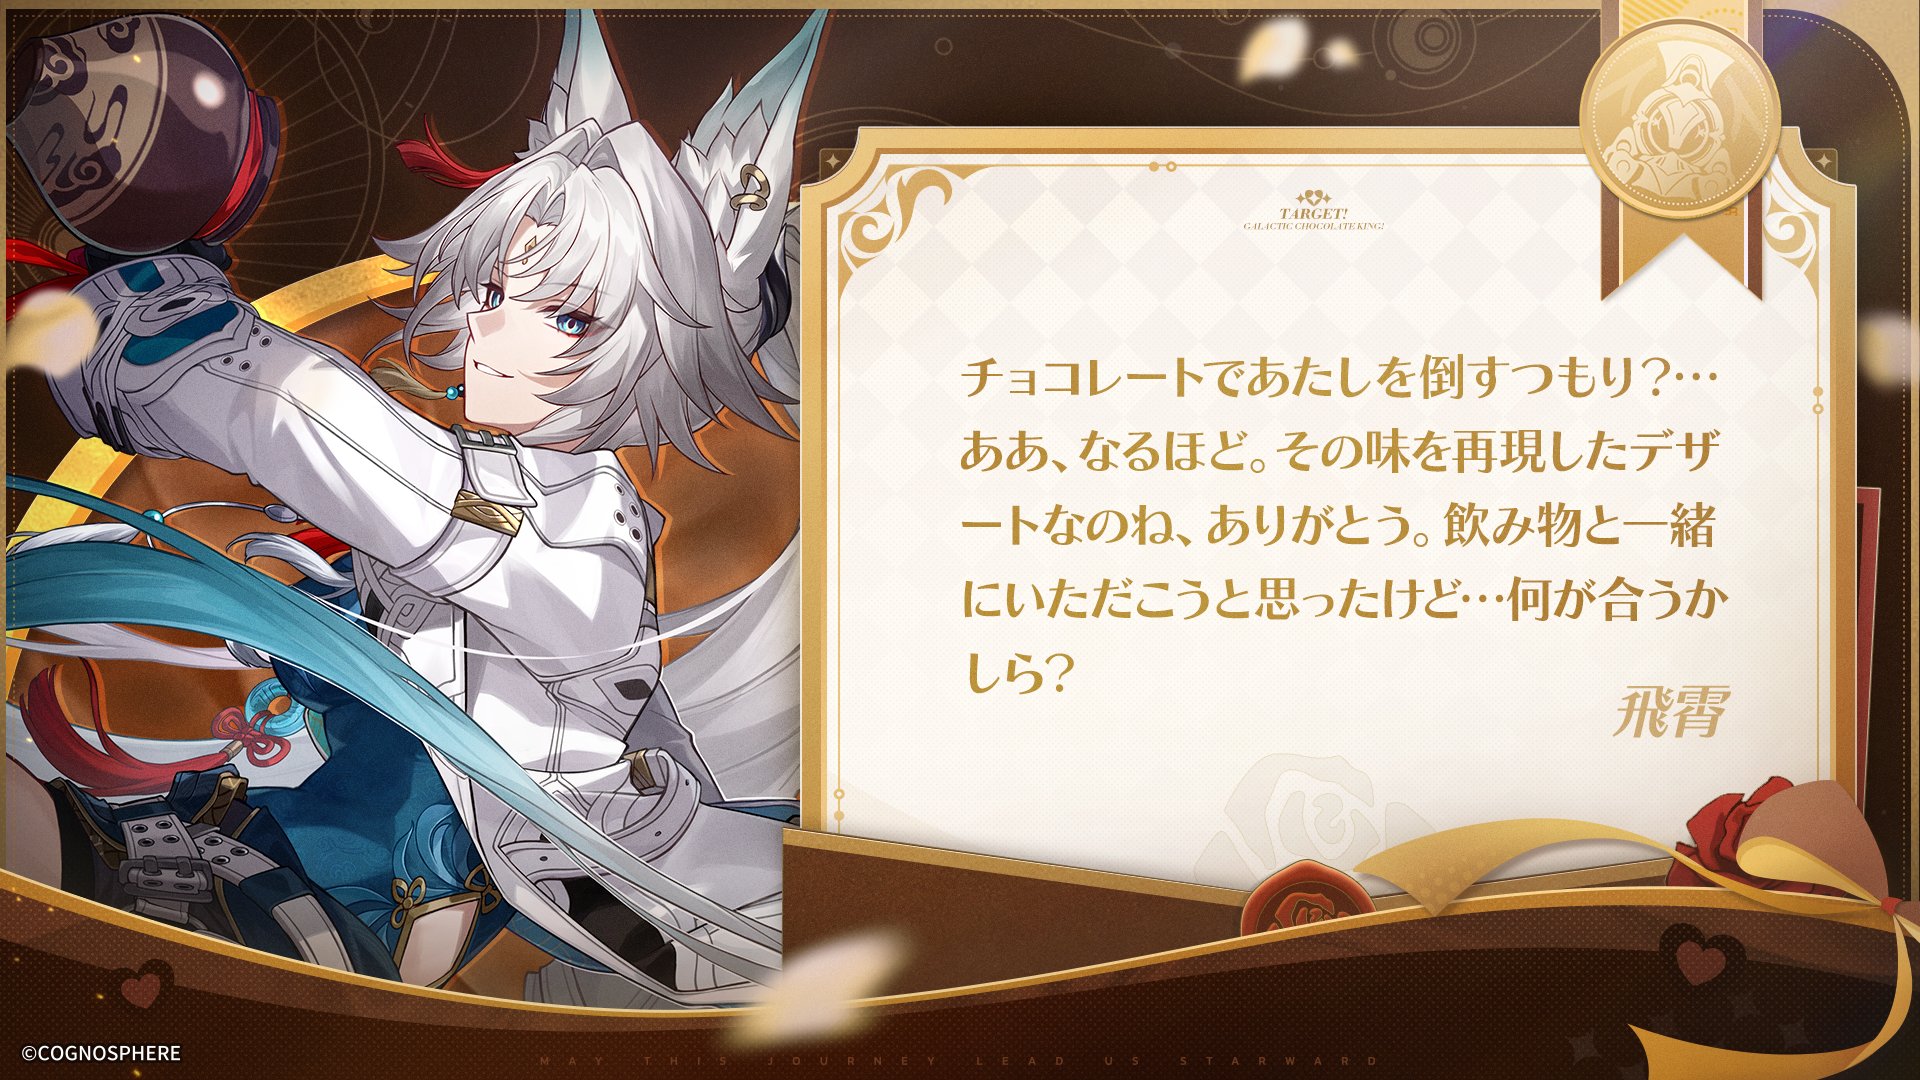 TARGET!
GALACTIC CHOCOLATE KING!
チョコレートであたしを倒すつもり？…
ああ、なるほど。その味を再現したデザ
ートなのね、ありがとう。飲み物と一緒
にいただこうと思ったけど…何が合うか
しら？
飛霄
©COGNOSPHERE
MAY THIS JOURNEY LEAD US STARWARD